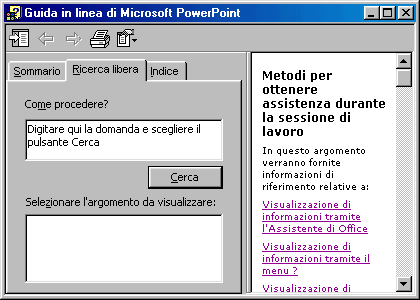 Guida in linea di Microsoft PowerPoint
Sommario
Ricerca libera
Indice
Come procedere?
Digitare qui la domanda e scegliere il
pulsante Cerca
Cerca
Selezionare l'argomento da visualizzare:
Metodi per
ottenere
assistenza durante
la sessione di
lavoro
In questo argomento
verranno fornite
informazioni di
riferimento relative a:
Visualizzazione di
informazioni tramite
l'Assistente di Office
Visualizzazione di
informazioni tramite
il menu ?
Visualizzazione di